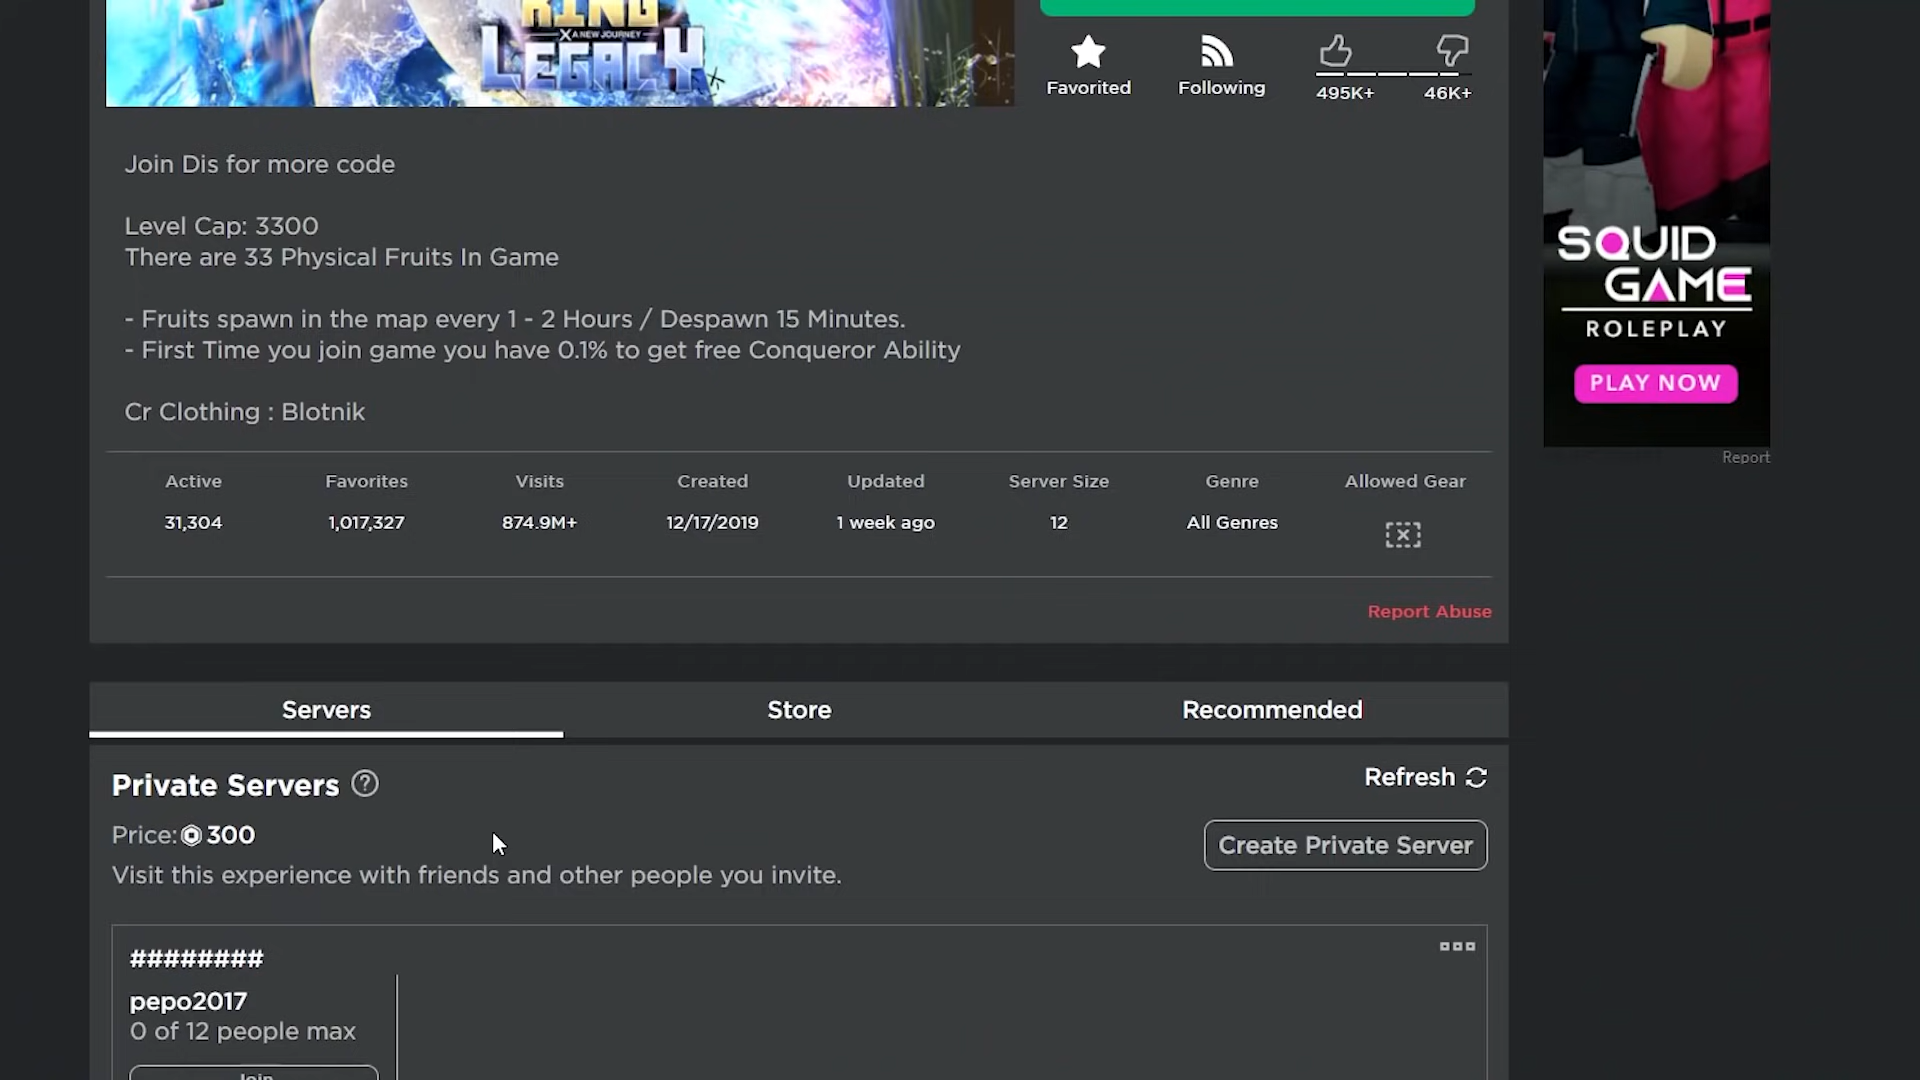 KING
A NEW JOURNEY
LEGACY
Favorited
Following
495K+
46K+
Join Dis for more code
Level Cap: 3300
There are 33 Physical Fruits In Game
- Fruits spawn in the map every 1 - 2 Hours / Despawn 15 Minutes.
- First Time you join game you have 0.1% to get free Conqueror Ability
Cr Clothing : Blotnik
SQUID
GAME
ROLEPLAY
PLAY NOW
Report
Active Favorites Visits Created Updated Server Size Genre Allowed Gear
31,304 1,017,327 874.9M+ 12/17/2019 1 week ago 12 All Genres
Report Abuse
Servers Store Recommended
Private Servers
Refresh
Price: 300
Create Private Server
Visit this experience with friends and other people you invite.
########
pepo2017
0 of 12 people max
Join